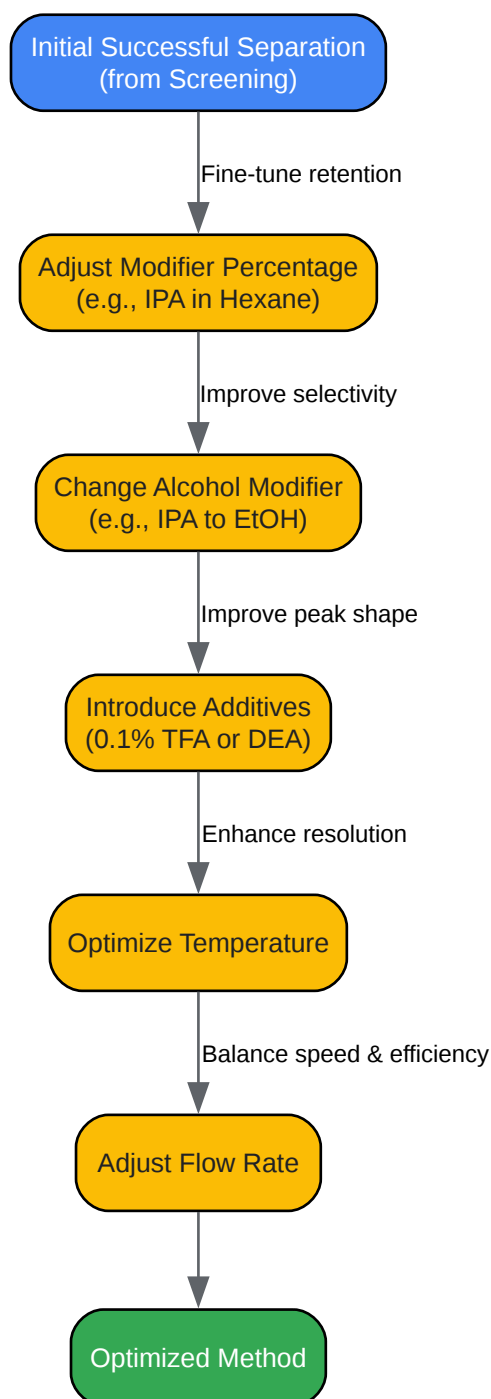 Initial Successful Separation
(from Screening)
Fine-tune retention
Adjust Modifier Percentage
(e.g., IPA in Hexane)
Improve selectivity
Change Alcohol Modifier
(e.g., IPA to EtOH)
Improve peak shape
Introduce Additives
(0.1% TFA or DEA)
Enhance resolution
Optimize Temperature
Balance speed & efficiency
Adjust Flow Rate
Optimized Method